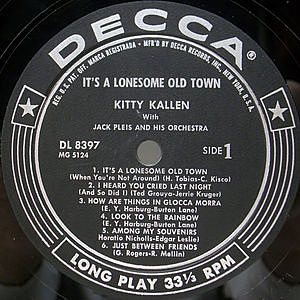 DECCA
REG. U.S. PAT. OFF. MARCA REGISTRADA - MF'D BY DECCA RECORDS, INC., NEW YORK, U.S.A.
IT'S A LONESOME OLD TOWN
KITTY KALLEN
With
JACK PLEIS AND HIS ORCHESTRA
DL 8397
SIDE 1
MG 5124
1. IT'S A LONESOME OLD TOWN
(When You're Not Around) (H. Tobias-C. Kisco)
2. I HEARD YOU CRIED LAST NIGHT
(And So Did I) (Ted Grouya-Jerrie Kruger)
3. HOW ARE THINGS IN GLOCCA MORRA
(E. Y. Harburg-Burton Lane)
4. LOOK TO THE RAINBOW
(E. Y. Harburg-Burton Lane)
5. AMONG MY SOUVENIRS
(Horatio Nicholls-Edgar Leslie)
6. JUST BETWEEN FRIENDS
(G. Rogers-R. Mellin)
LONG PLAY 33⅓ RPM